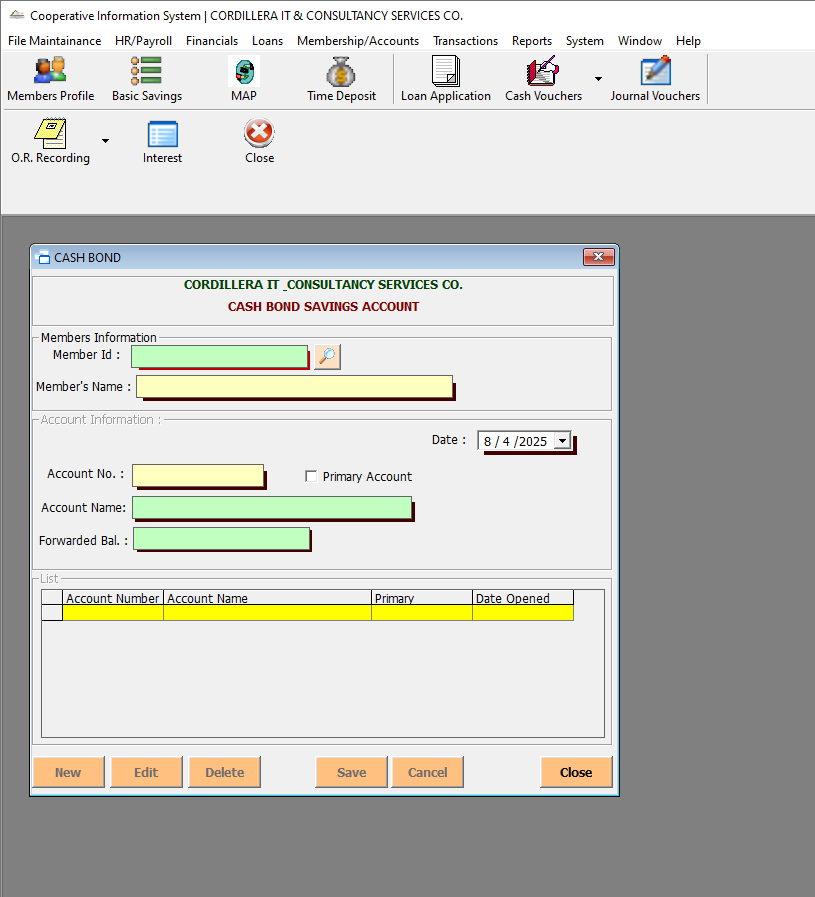 Cooperative Information System | CORDILLERA IT & CONSULTANCY SERVICES CO.
File Maintainance HR/Payroll Financials Loans Membership/Accounts Transactions Reports System Window Help
Members Profile Basic Savings MAP Time Deposit Loan Application Cash Vouchers Journal Vouchers
O.R. Recording Interest Close
CASH BOND
CORDILLERA IT _CONSULTANCY SERVICES CO.
CASH BOND SAVINGS ACCOUNT
Members Information
Member Id :
Member's Name :
Account Information :
Date : 8 / 4 /2025
Account No. : Primary Account
Account Name:
Forwarded Bal. :
List
Account Number Account Name Primary Date Opened
New Edit Delete Save Cancel Close